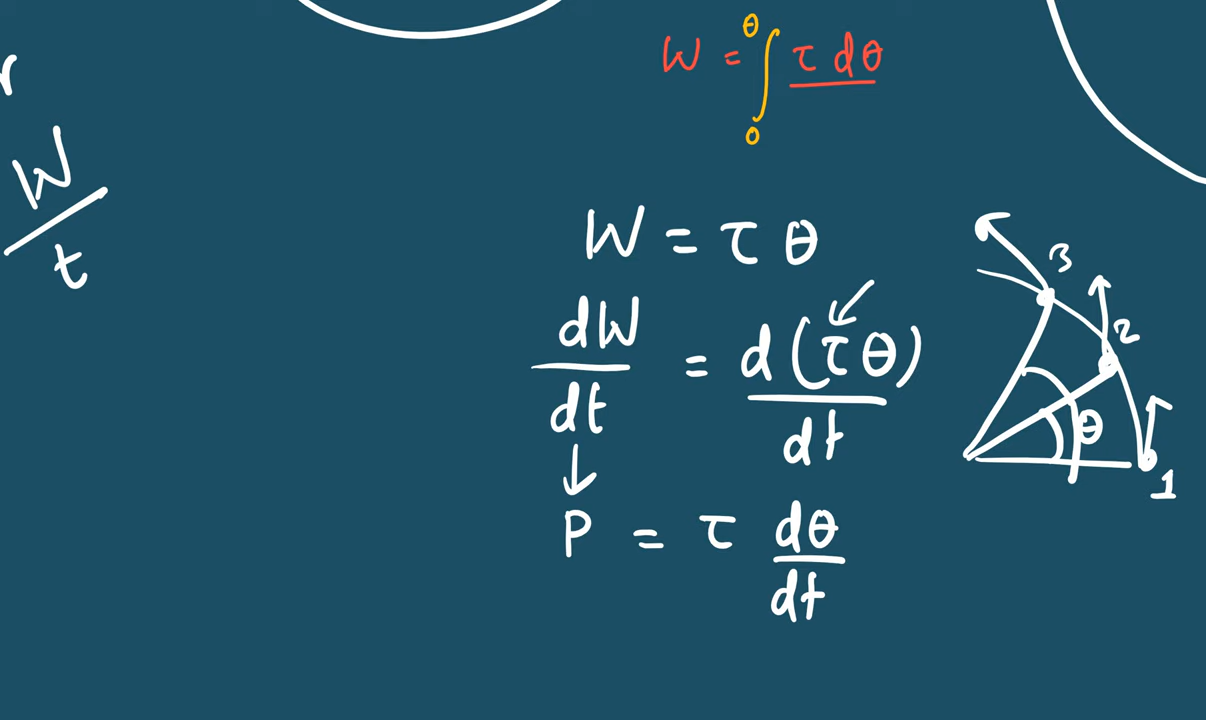 r
W/t
W = ∫₀^θ τ dθ
W = τ θ
dW/dt = d(τθ)/dt
P = τ dθ/dt
3
2
θ
1